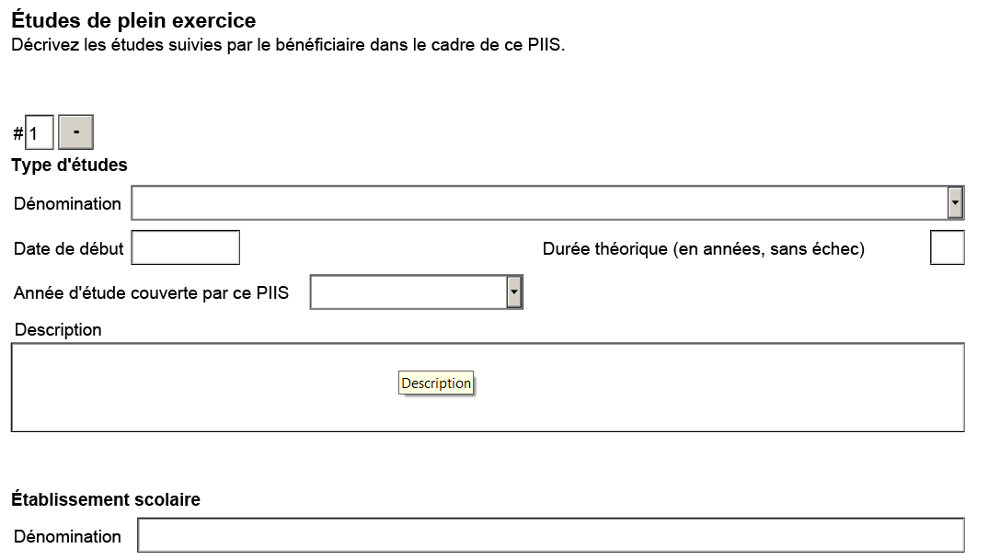 Études de plein exercice
Décrivez les études suivies par le bénéficiaire dans le cadre de ce PIIS.
# 1 -
Type d'études
Dénomination
Date de début Durée théorique (en années, sans échec)
Année d'étude couverte par ce PIIS
Description
Description
Établissement scolaire
Dénomination